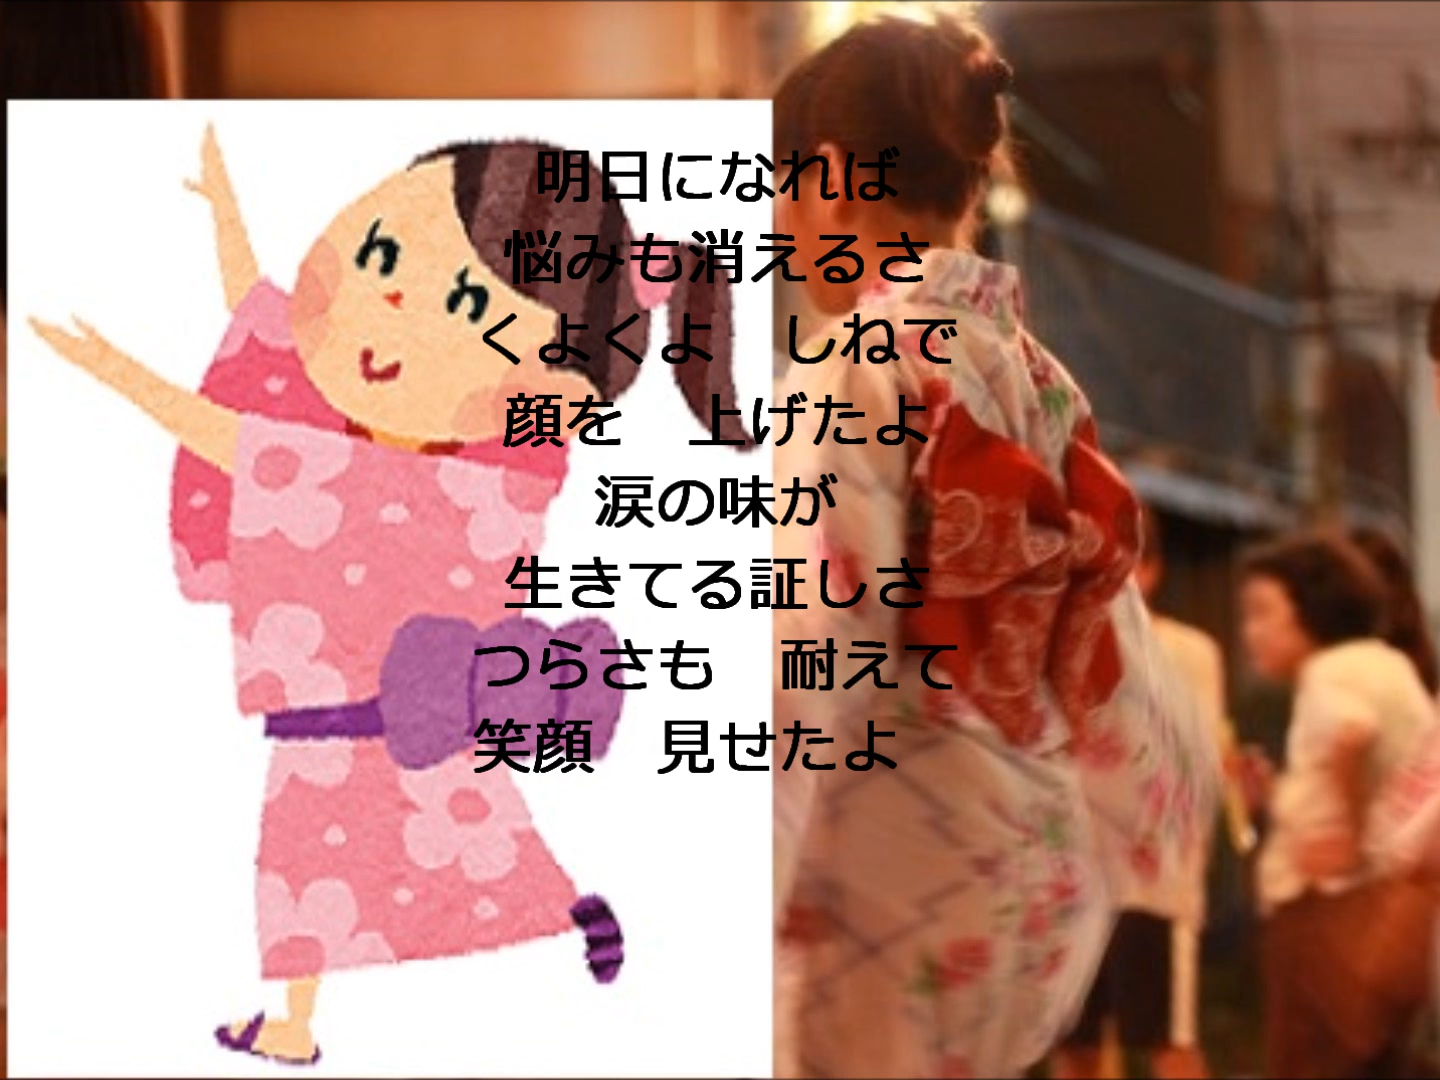 明日になれば
悩みも消えるさ
くよくよ　しねで
顔を　上げたよ
涙の味が
生きてる証しさ
つらさも　耐えて
笑顔　見せたよ